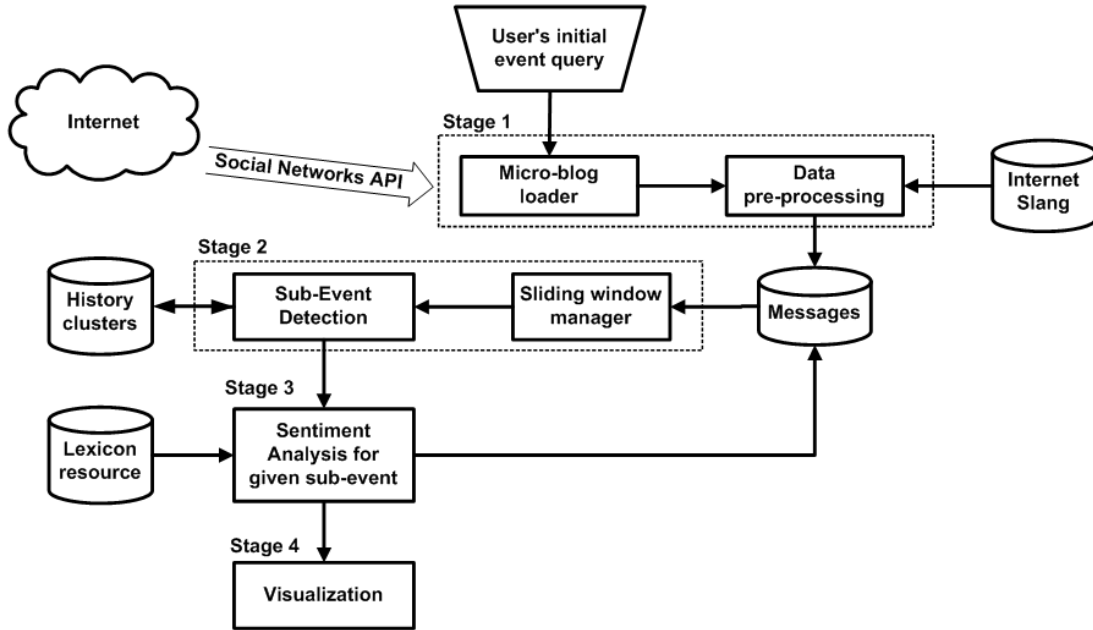 User's initial
event query
Internet
Social Networks API
Stage 1
Micro-blog
loader
Data
pre-processing
Internet
Slang
Stage 2
History
clusters
Sub-Event
Detection
Sliding window
manager
Messages
Stage 3
Lexicon
resource
Sentiment
Analysis for
given sub-event
Stage 4
Visualization